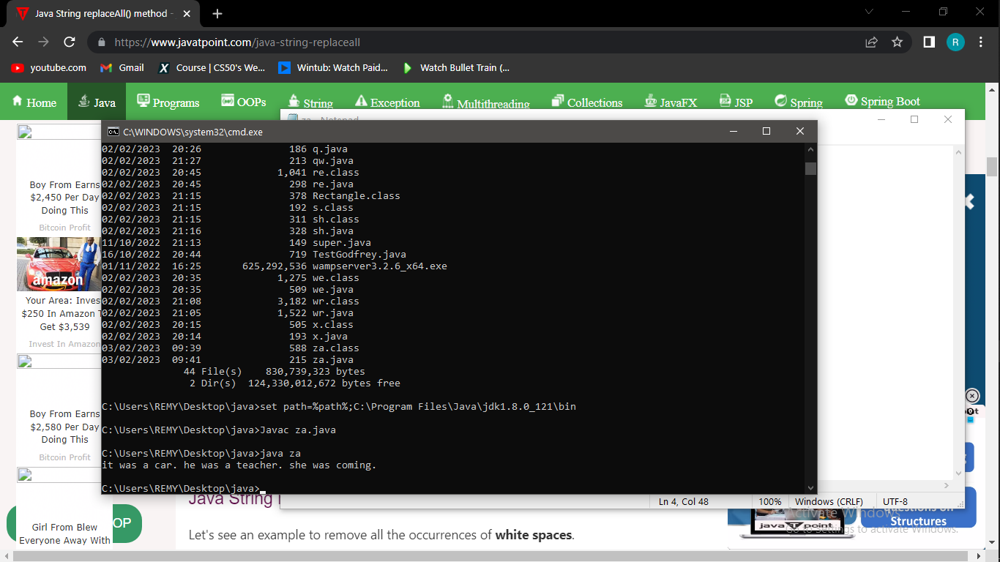 Java String replaceAll() method -
https://www.javatpoint.com/java-string-replaceall
R
youtube.com Gmail Course | CS50's We... Wintub: Watch Paid... Watch Bullet Train (...
Home Java Programs OOPs String Exception Multithreading Collections JavaFX JSP Spring Spring Boot
za - Notepad
C:\WINDOWS\system32\cmd.exe
02/02/2023 20:26 186 q.java
02/02/2023 21:27 213 qw.java
02/02/2023 20:45 1,041 re.class
02/02/2023 20:45 298 re.java
02/02/2023 21:15 378 Rectangle.class
02/02/2023 21:15 192 s.class
02/02/2023 21:15 311 sh.class
02/02/2023 21:16 328 sh.java
11/10/2022 21:13 149 super.java
16/10/2022 20:44 719 TestGodfrey.java
01/11/2022 16:25 625,292,536 wampserver3.2.6_x64.exe
02/02/2023 20:35 1,275 we.class
02/02/2023 20:35 509 we.java
02/02/2023 21:08 3,182 wr.class
02/02/2023 21:05 1,522 wr.java
02/02/2023 20:15 505 x.class
02/02/2023 20:14 193 x.java
03/02/2023 09:39 588 za.class
03/02/2023 09:41 215 za.java
44 File(s) 830,739,323 bytes
2 Dir(s) 124,330,012,672 bytes free
C:\Users\REMY\Desktop\java>set path=%path%;C:\Program Files\Java\jdk1.8.0_121\bin
C:\Users\REMY\Desktop\java>Javac za.java
C:\Users\REMY\Desktop\java>java za
it was a car. he was a teacher. she was coming.
C:\Users\REMY\Desktop\java>
Boy From Earns
$2,450 Per Day
Doing This
Bitcoin Profit
amazon
Your Area: Inves
$250 In Amazon T
Get $3,539
Invest In Amazon
Boy From Earns
$2,580 Per Day
Doing This
Bitcoin Profit
Girl From Blew
Everyone Away With
OP
Java String
Let's see an example to remove all the occurrences of white spaces.
Ln 4, Col 48 100% Windows (CRLF) UTF-8
Questions on
Structures
java point
Activate Windows
Go to Settings to activate Windows.